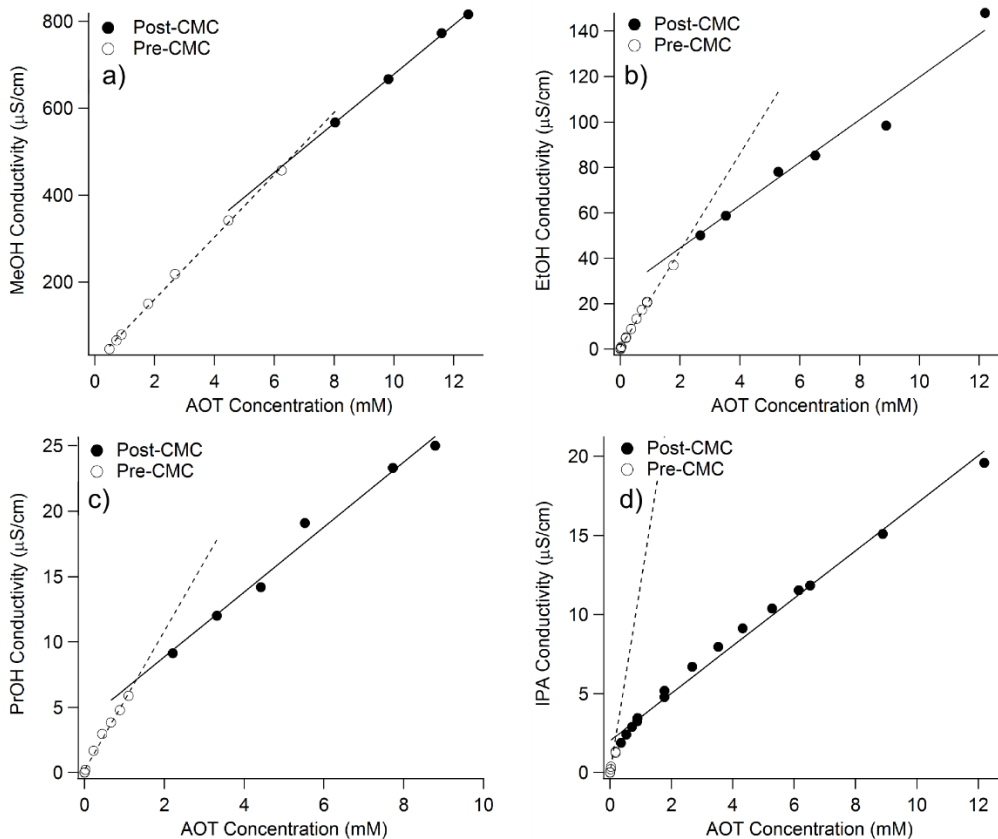 Post-CMC
Pre-CMC
a)
800
600
400
200
MeOH Conductivity (μS/cm)
0 2 4 6 8 10 12
AOT Concentration (mM)
Post-CMC
Pre-CMC
b)
140
120
100
80
60
40
20
0
EtOH Conductivity (μS/cm)
0 2 4 6 8 10 12
AOT Concentration (mM)
Post-CMC
Pre-CMC
c)
25
20
15
10
5
0
PrOH Conductivity (μS/cm)
0 2 4 6 8 10
AOT Concentration (mM)
Post-CMC
Pre-CMC
d)
20
15
10
5
0
IPA Conductivity (μS/cm)
0 2 4 6 8 10 12
AOT Concentration (mM)